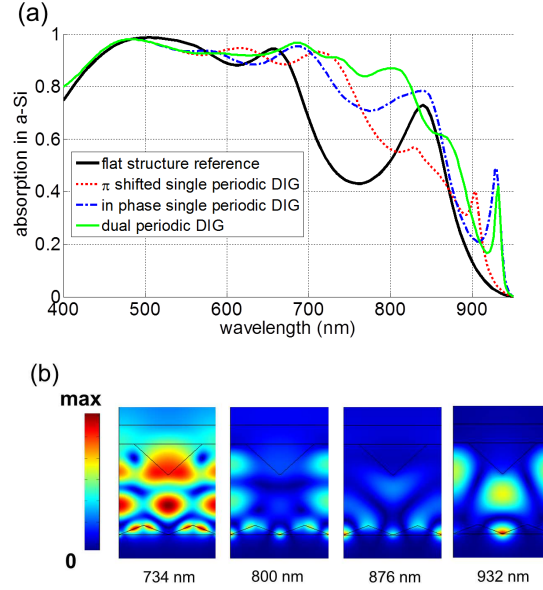 (a)
1
0.8
0.6
0.4
0.2
0
absorption in a-Si
flat structure reference
π shifted single periodic DIG
in phase single periodic DIG
dual periodic DIG
400 500 600 700 800 900
wavelength (nm)
(b)
max
0
734 nm 800 nm 876 nm 932 nm